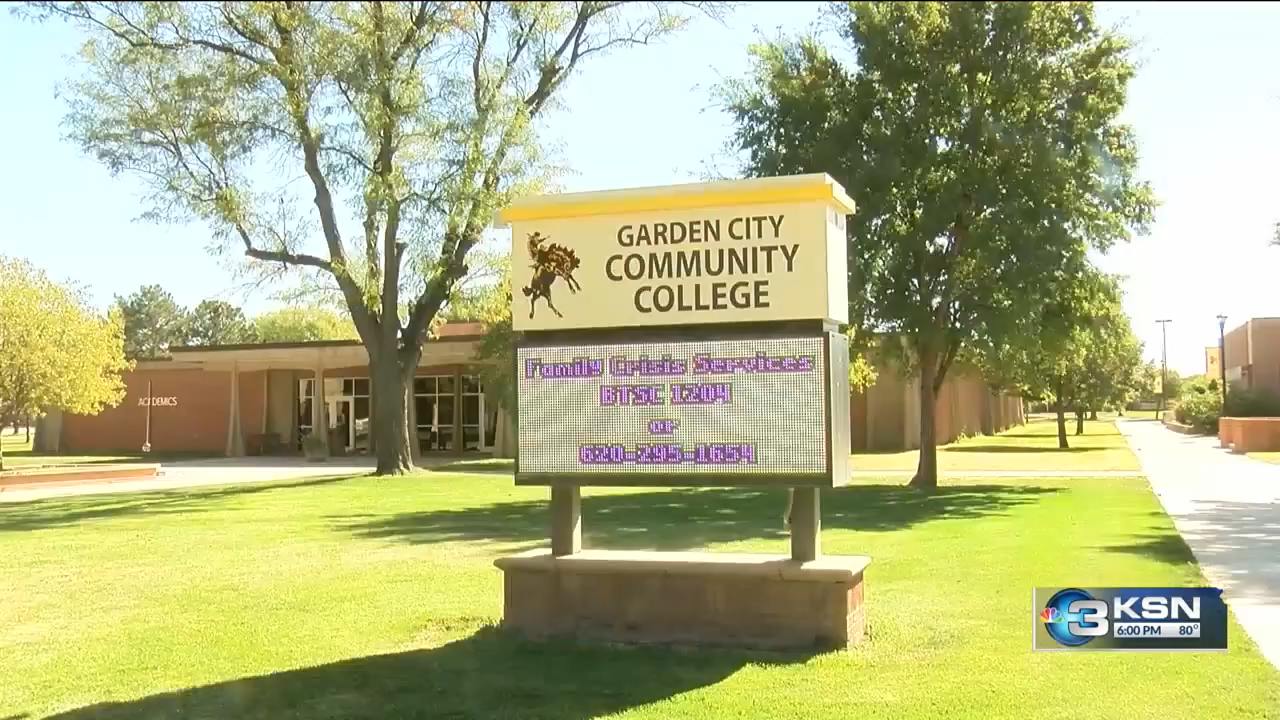 GARDEN CITY
COMMUNITY
COLLEGE
Family Crisis Services
BTSC 1204
or
620-295-1654
ACADEMICS
3 KSN
6:00 PM 80°